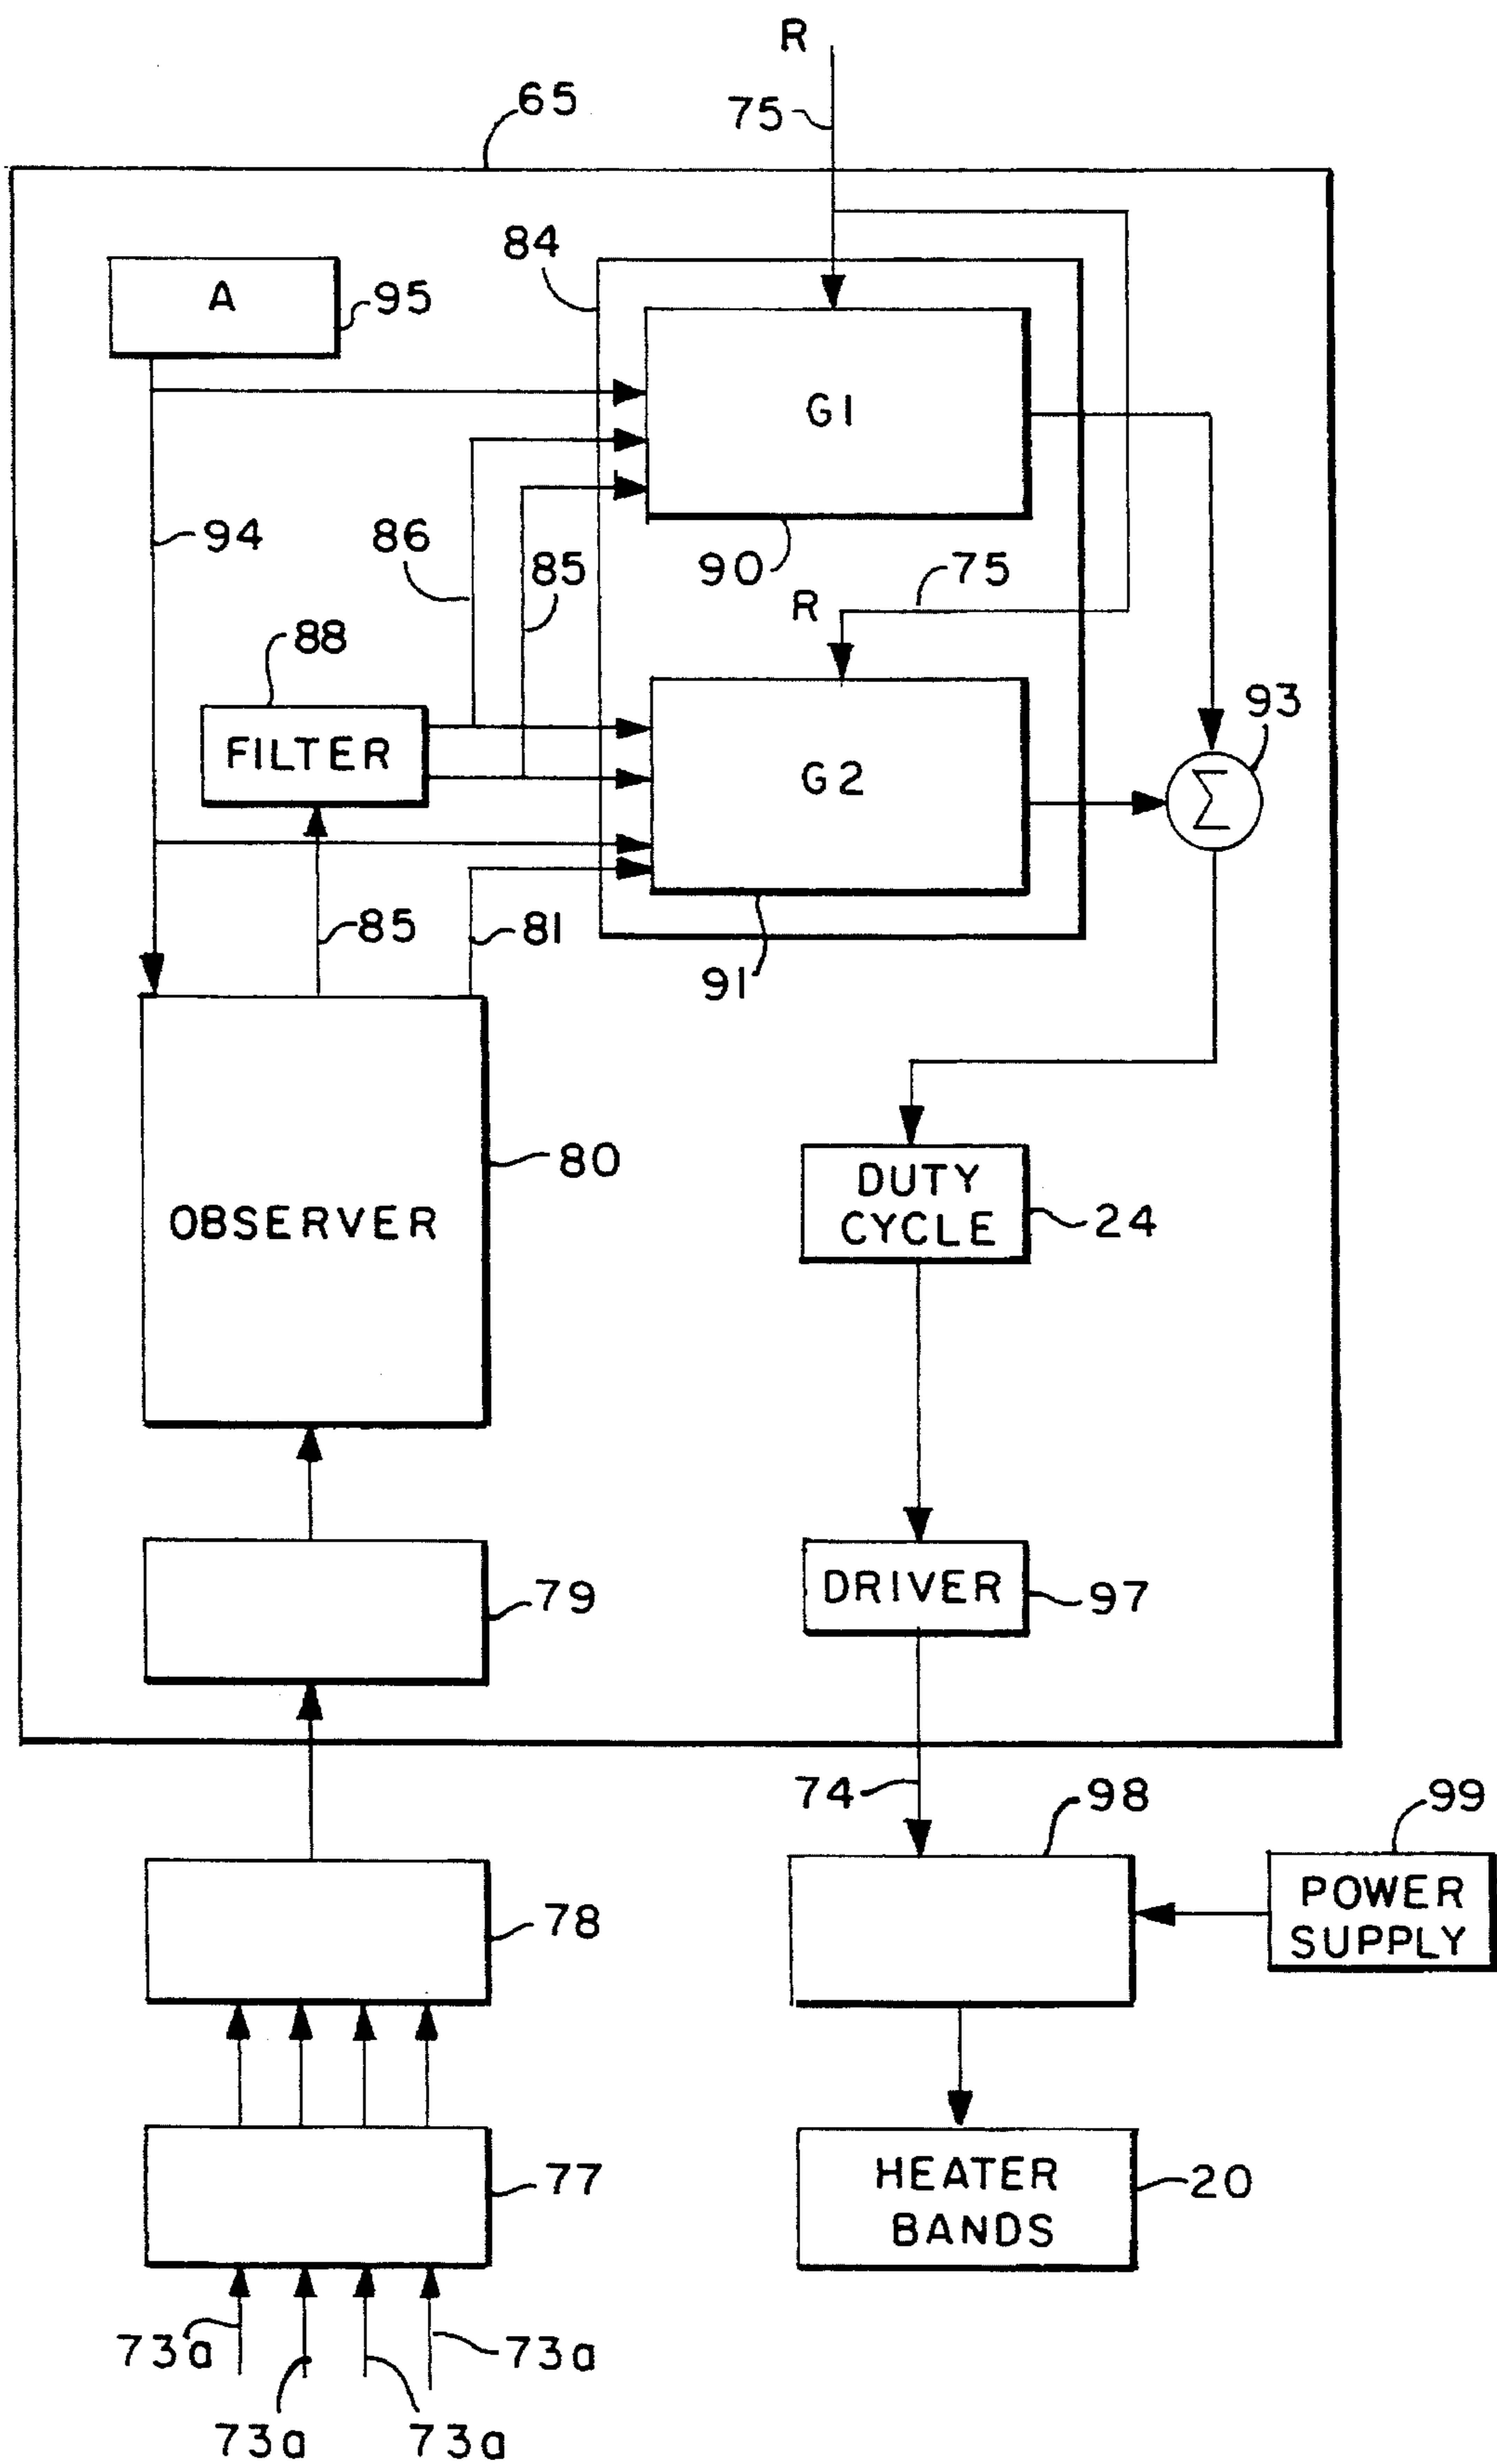 R
65
75
84
A
95
G1
94
86
85
90
75
R
88
93
FILTER
G2
85
81
91
80
OBSERVER
DUTY
CYCLE
24
79
DRIVER
97
74
98
99
POWER
SUPPLY
78
77
HEATER
BANDS
20
73a
73a
73a
73a
Σ